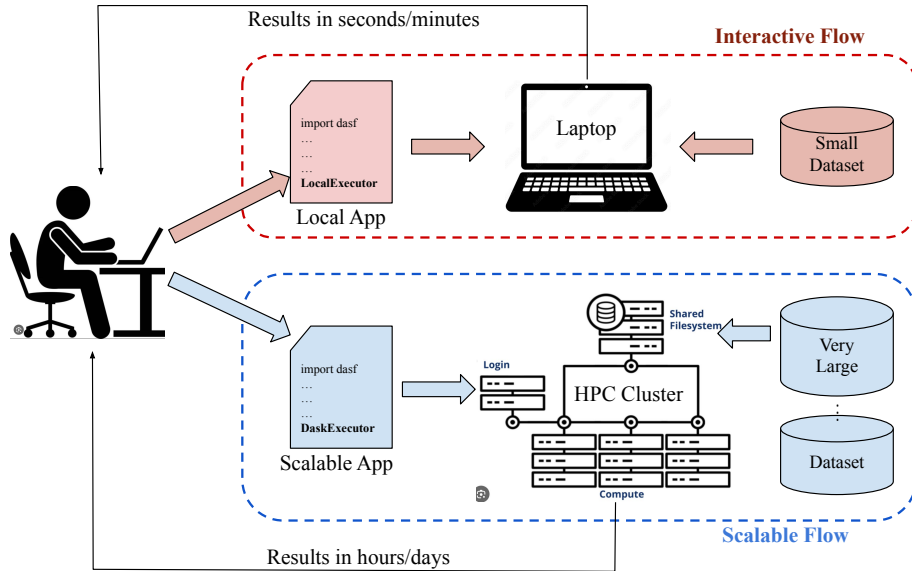 Results in seconds/minutes
Interactive Flow
import dasf
…
…
…
LocalExecutor
Local App
Laptop
Small
Dataset
import dasf
…
…
…
DaskExecutor
Scalable App
Login
Shared
Filesystem
HPC Cluster
Compute
Very
Large
⋮
Dataset
Scalable Flow
Results in hours/days